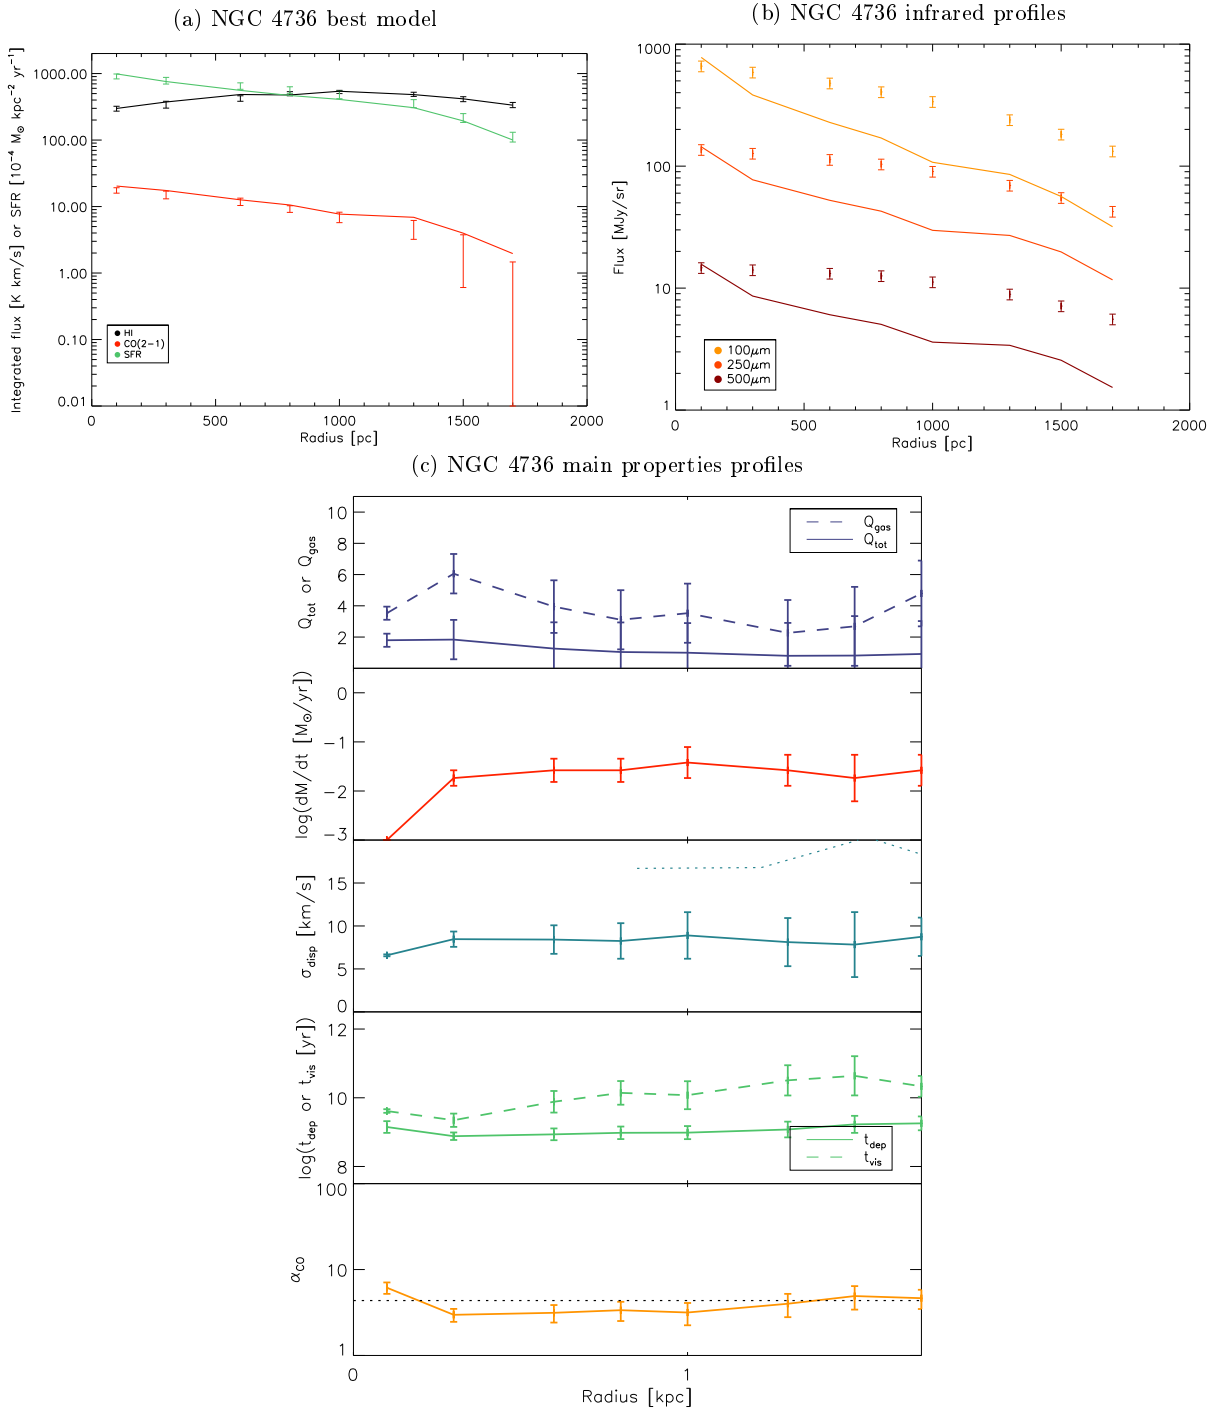 (a) NGC 4736 best model
(b) NGC 4736 infrared profiles
Integrated flux [K km/s] or SFR [10⁻⁴ M⊙ kpc⁻² yr⁻¹]
1000.00
100.00
10.00
1.00
0.10
0.01
HI
CO(2−1)
SFR
0 500 1000 1500 2000
Radius [pc]
Flux [MJy/sr]
1000
100
10
1
100μm
250μm
500μm
0 500 1000 1500 2000
Radius [pc]
(c) NGC 4736 main properties profiles
Q_tot or Q_gas
10
8
6
4
2
Q_gas
Q_tot
log(dM/dt [M⊙/yr])
0
−1
−2
−3
σ_disp [km/s]
15
10
5
0
log(t_dep or t_vis [yr])
12
10
8
t_dep
t_vis
α_CO
100
10
1
0 1
Radius [kpc]